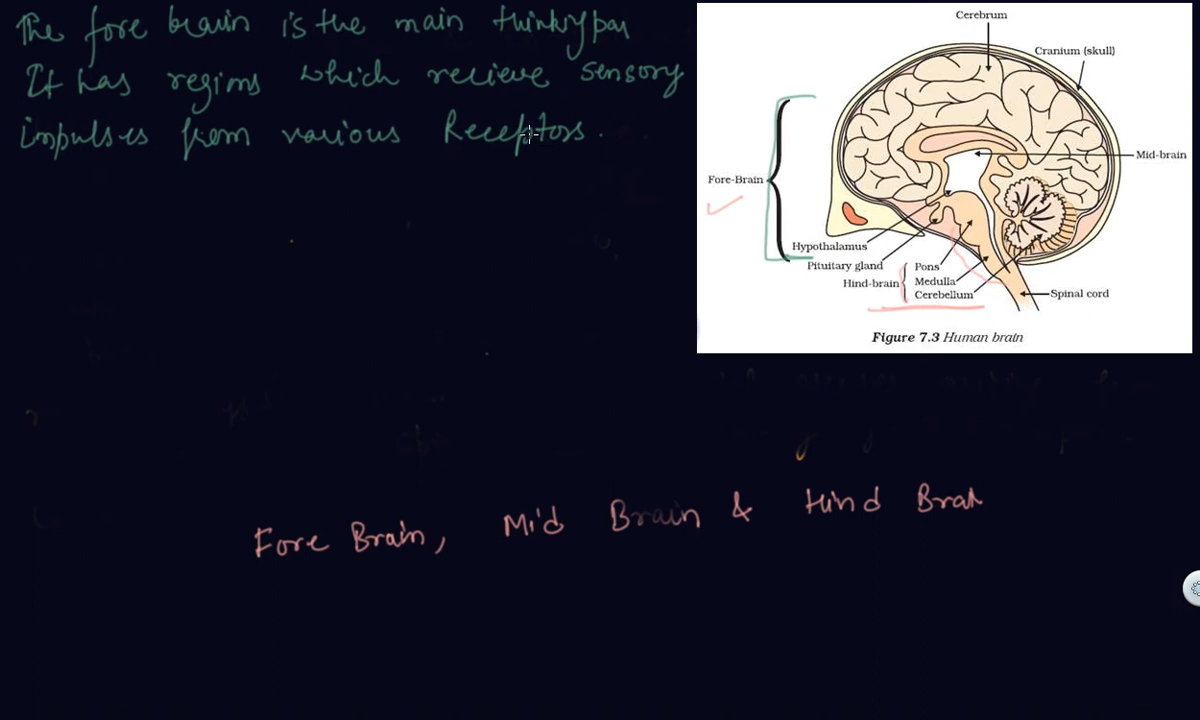 The fore brain is the main thinking par
It has regions which recieve sensory
impulses from various Receptors.
Cerebrum
Cranium (skull)
Mid-brain
Fore-Brain
Hypothalamus
Pituitary gland
Pons
Hind-brain
Medulla
Cerebellum
Spinal cord
Figure 7.3 Human brain
Fore Brain, Mid Brain & Hind Brai